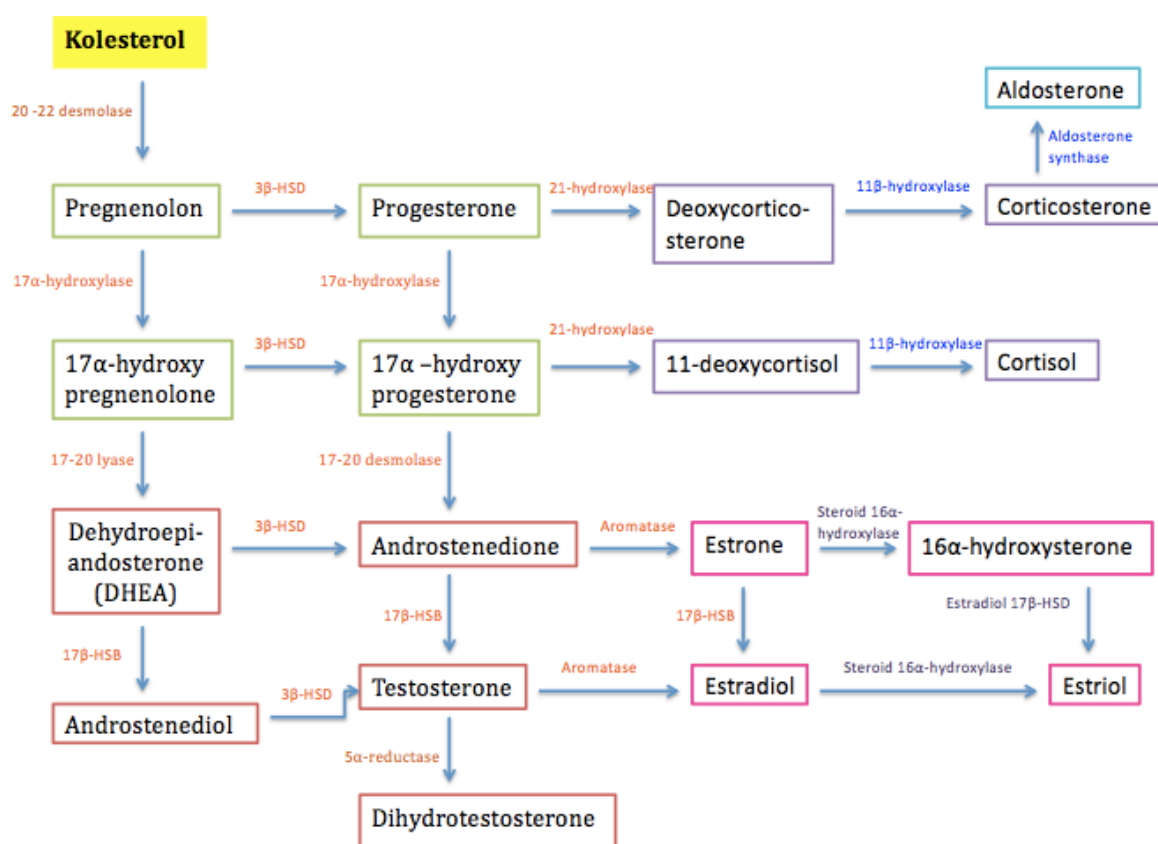 Kolesterol
20 -22 desmolase
Aldosterone
Aldosterone
synthase
3β-HSD
21-hydroxylase
11β-hydroxylase
Pregnenolon
Progesterone
Deoxycortico-
sterone
Corticosterone
17α-hydroxylase
17α-hydroxylase
3β-HSD
21-hydroxylase
11β-hydroxylase
17α-hydroxy
pregnenolone
17α –hydroxy
progesterone
11-deoxycortisol
Cortisol
17-20 lyase
17-20 desmolase
Dehydroepi-
andosterone
(DHEA)
3β-HSD
Androstenedione
Aromatase
Estrone
Steroid 16α-
hydroxylase
16α-hydroxysterone
17β-HSB
17β-HSB
17β-HSB
Estradiol 17β-HSD
Androstenediol
3β-HSD
Testosterone
Aromatase
Estradiol
Steroid 16α-hydroxylase
Estriol
5α-reductase
Dihydrotestosterone